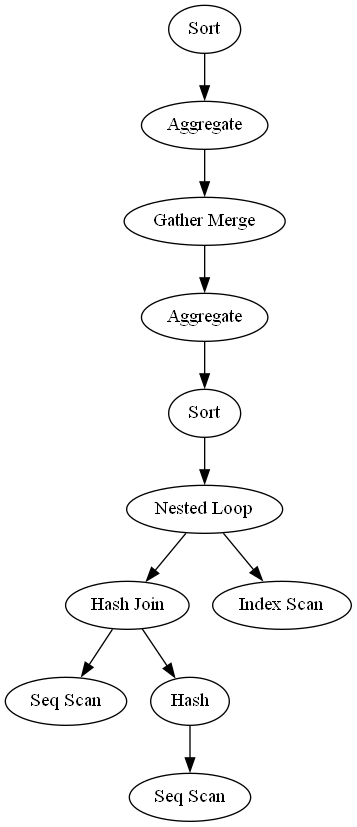 Sort
Aggregate
Gather Merge
Aggregate
Sort
Nested Loop
Hash Join
Index Scan
Seq Scan
Hash
Seq Scan